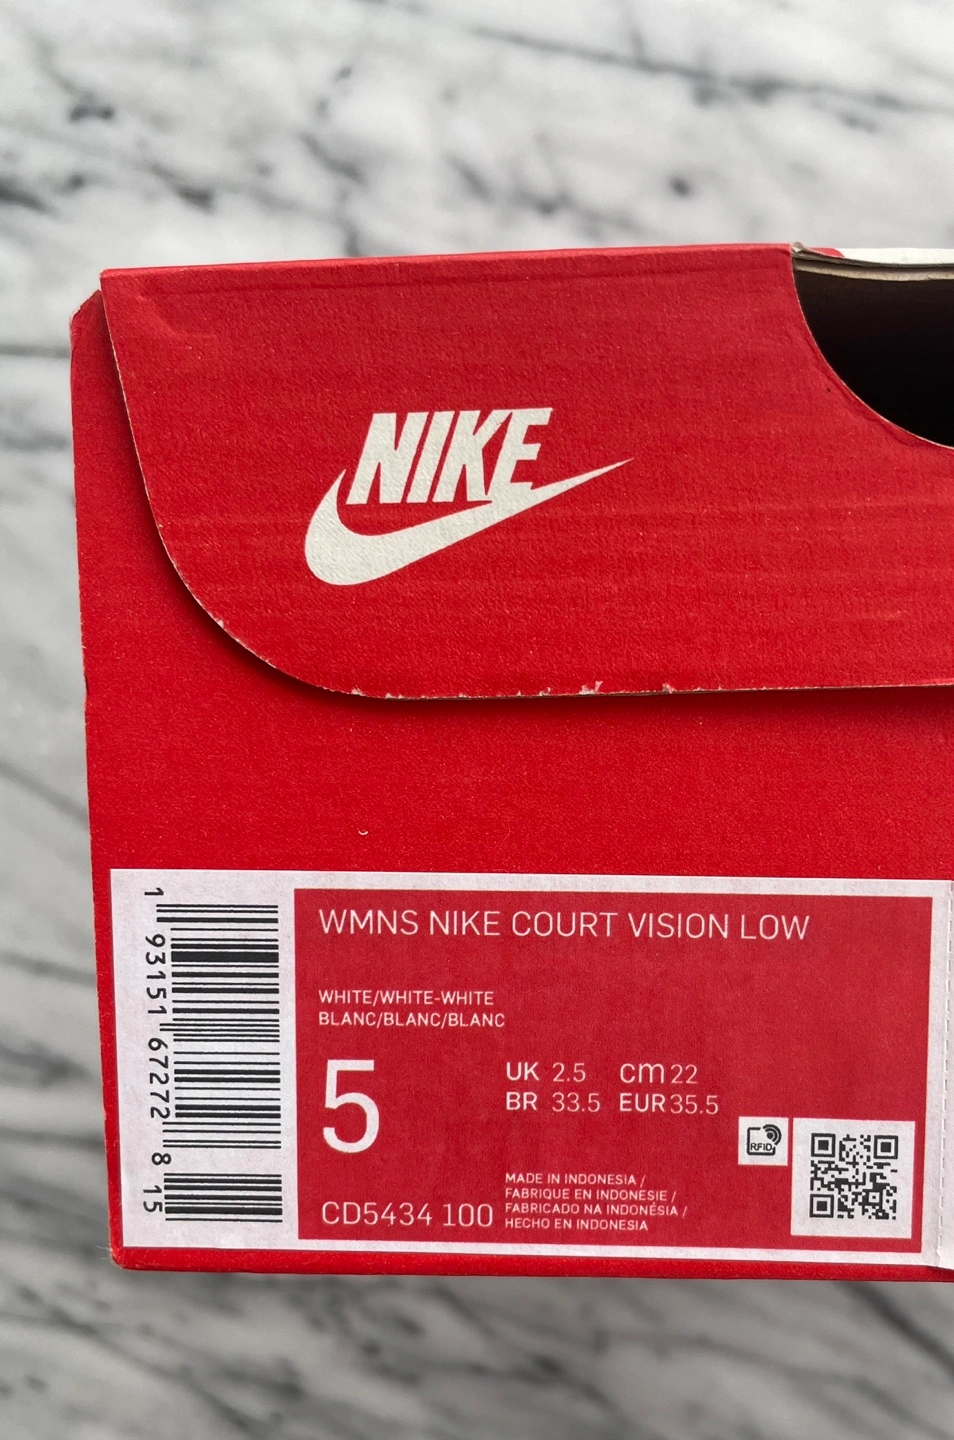 NIKE
WMNS NIKE COURT VISION LOW
WHITE/WHITE-WHITE
BLANC/BLANC/BLANC
5
UK 2.5 cm 22
BR 33.5 EUR 35.5
RFID
CD5434 100
MADE IN INDONESIA /
FABRIQUE EN INDONESIE /
FABRICADO NA INDONÉSIA /
HECHO EN INDONESIA
1 93151 67272 8 15